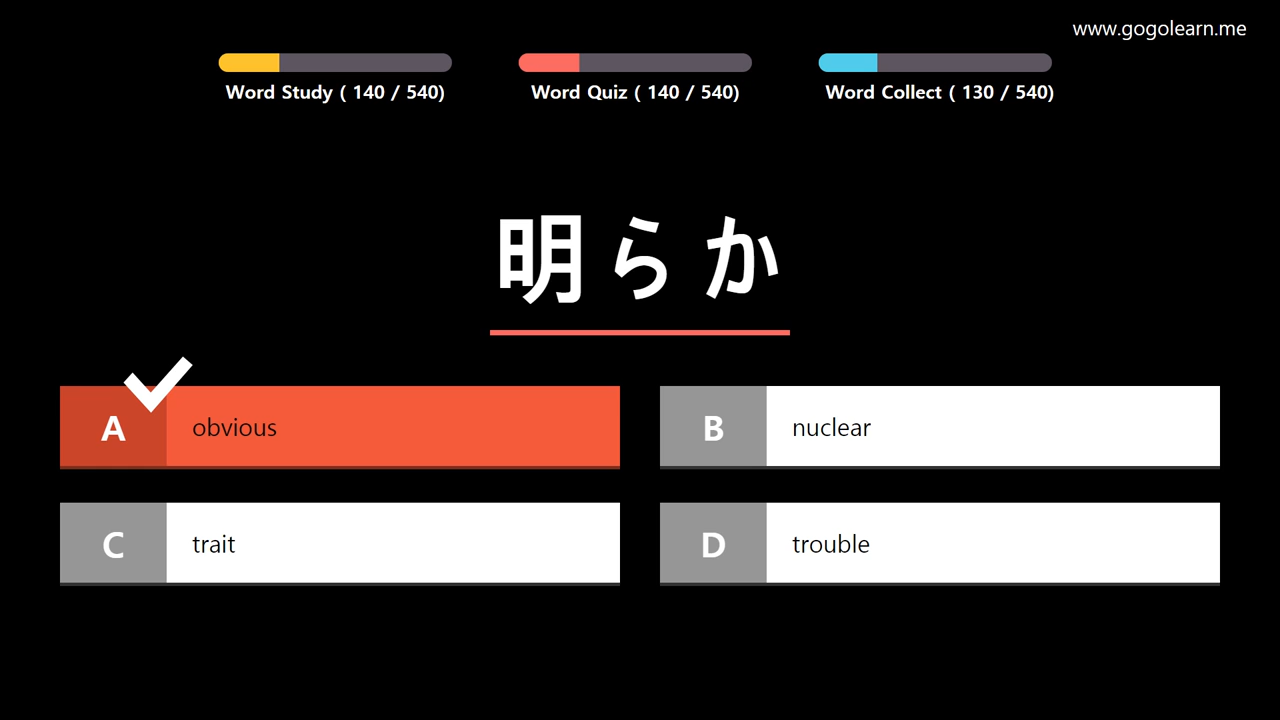 www.gogolearn.me
Word Study ( 140 / 540)
Word Quiz ( 140 / 540)
Word Collect ( 130 / 540)
明らか
A obvious
B nuclear
C trait
D trouble